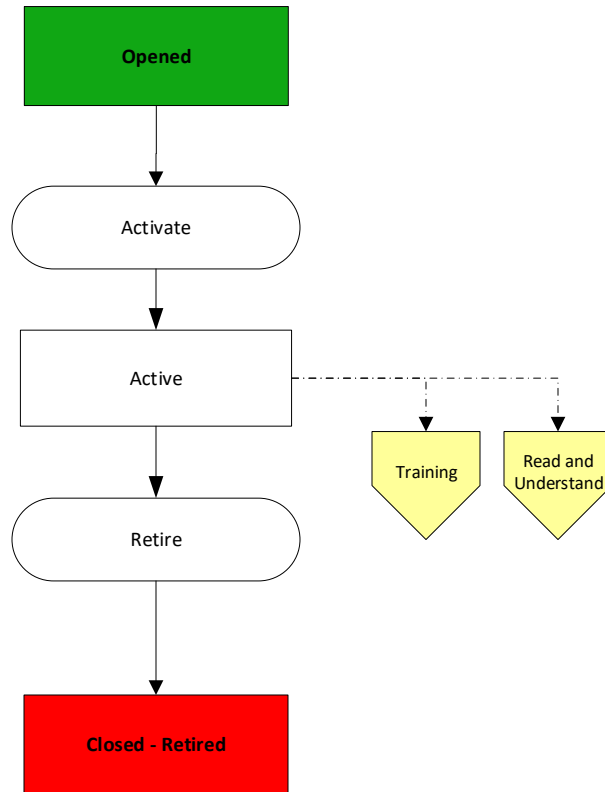 Opened
Activate
Active
Training
Read and
Understand
Retire
Closed - Retired